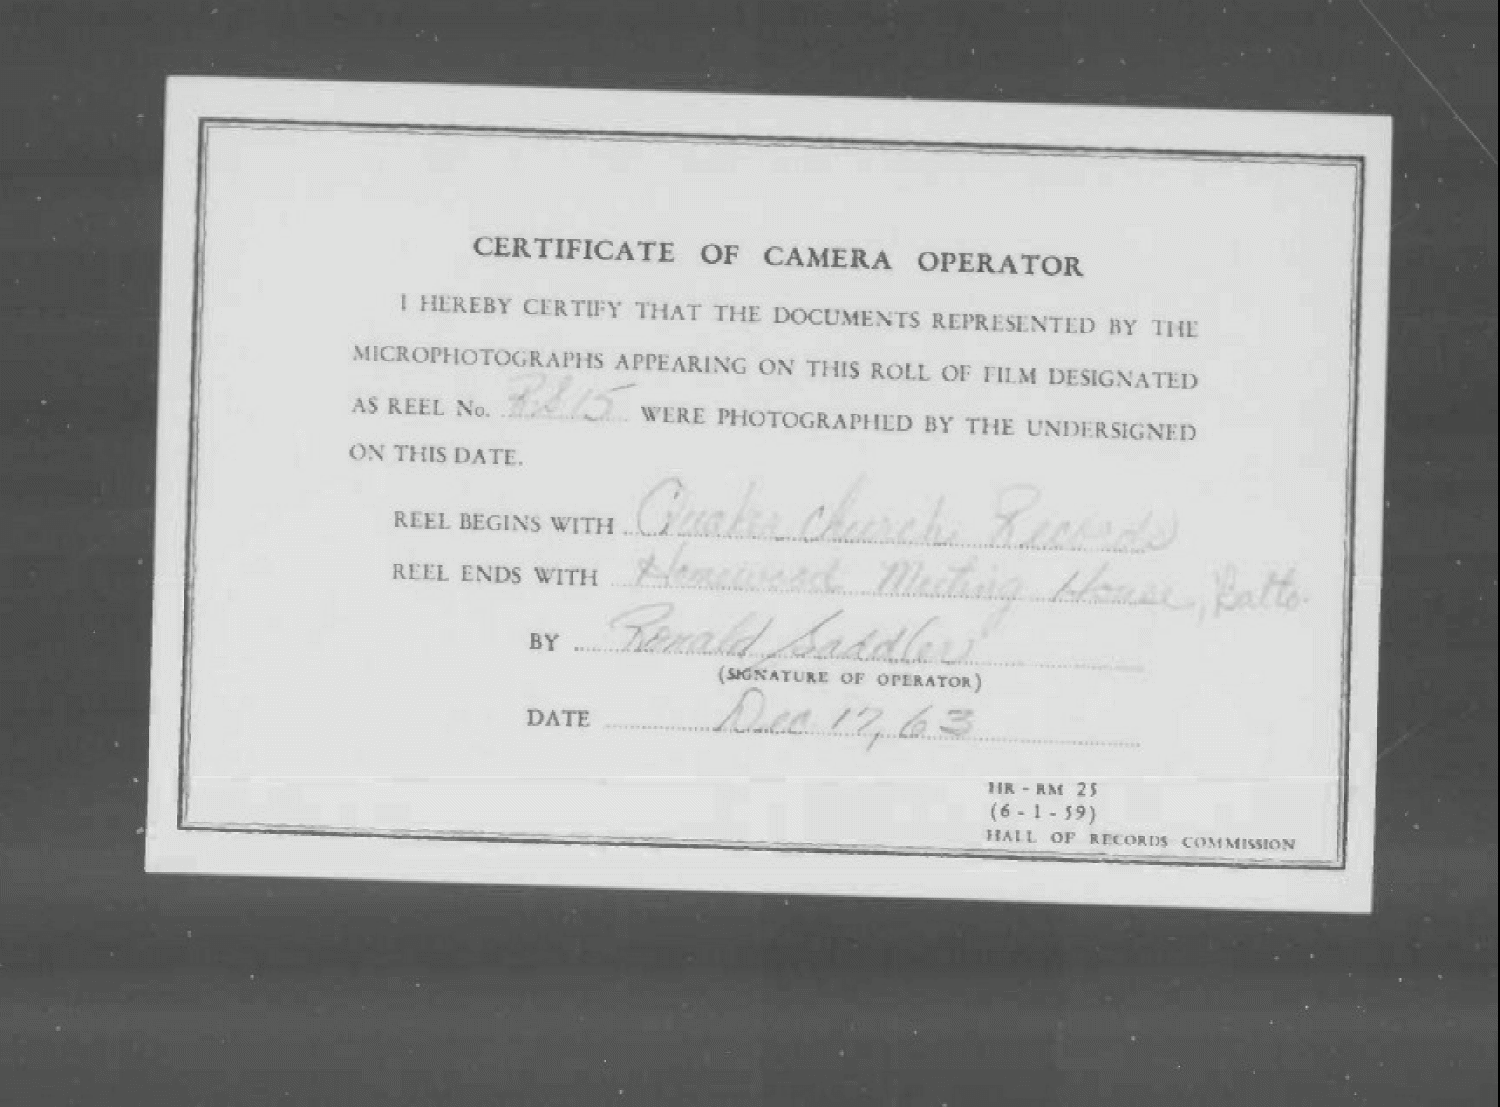 CERTIFICATE OF CAMERA OPERATOR
I HEREBY CERTIFY THAT THE DOCUMENTS REPRESENTED BY THE
MICROPHOTOGRAPHS APPEARING ON THIS ROLL OF FILM DESIGNATED
AS REEL No. WERE PHOTOGRAPHED BY THE UNDERSIGNED
ON THIS DATE.
REEL BEGINS WITH Quaker Church Records
REEL ENDS WITH Homewood Meeting House, Balto.
BY Ronald Saddler
(SIGNATURE OF OPERATOR)
DATE Dec 17, 63
HR - RM 25
(6 - 1 - 59)
HALL OF RECORDS COMMISSION